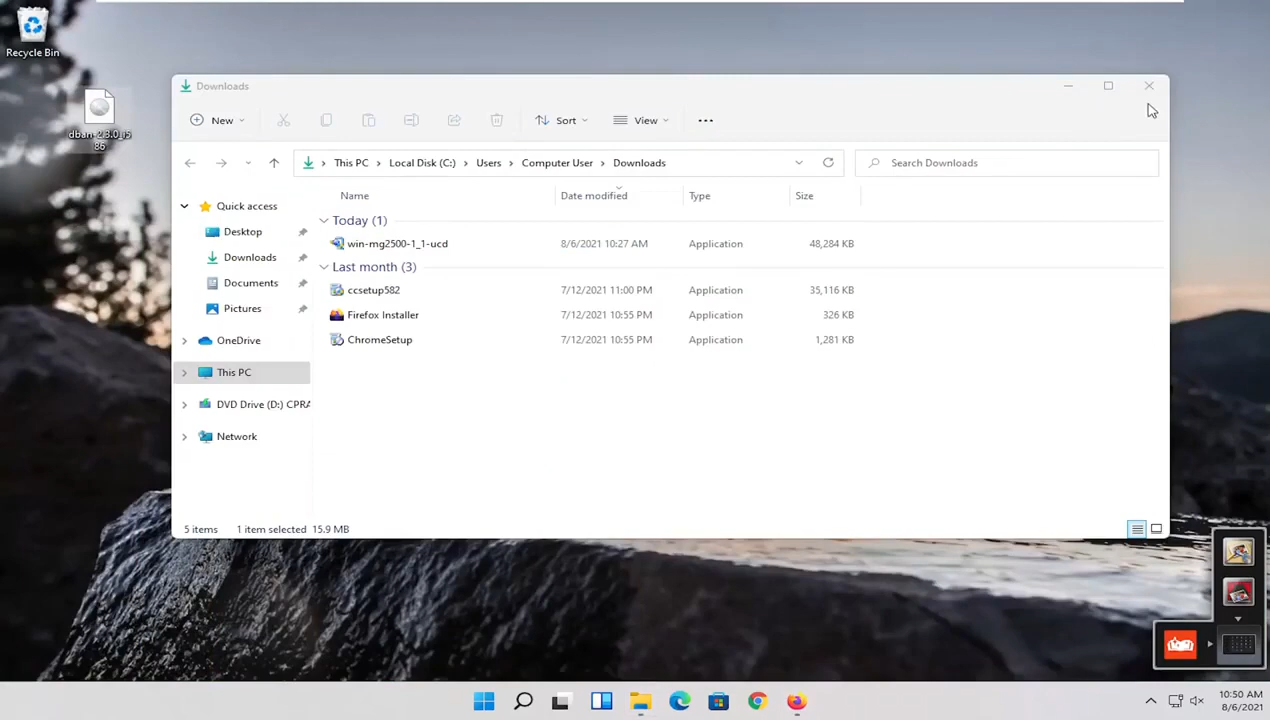 Recycle Bin
dban-2.3.0_i5
86
Downloads
New
Sort
View
This PC
Local Disk (C:)
Users
Computer User
Downloads
Search Downloads
Name
Date modified
Type
Size
Quick access
Desktop
Downloads
Documents
Pictures
OneDrive
This PC
DVD Drive (D:) CPRA
Network
Today (1)
win-mg2500-1_1-ucd 8/6/2021 10:27 AM Application 48,284 KB
Last month (3)
ccsetup582 7/12/2021 11:00 PM Application 35,116 KB
Firefox Installer 7/12/2021 10:55 PM Application 326 KB
ChromeSetup 7/12/2021 10:55 PM Application 1,281 KB
5 items 1 item selected 15.9 MB
10:50 AM
8/6/2021